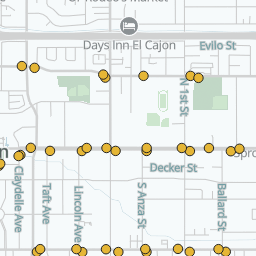 Days Inn El Cajon
Evilo St
N 1st St
Decker St
Claydelle Ave
Taft Ave
Lincoln Ave
S Anza St
Ballard St